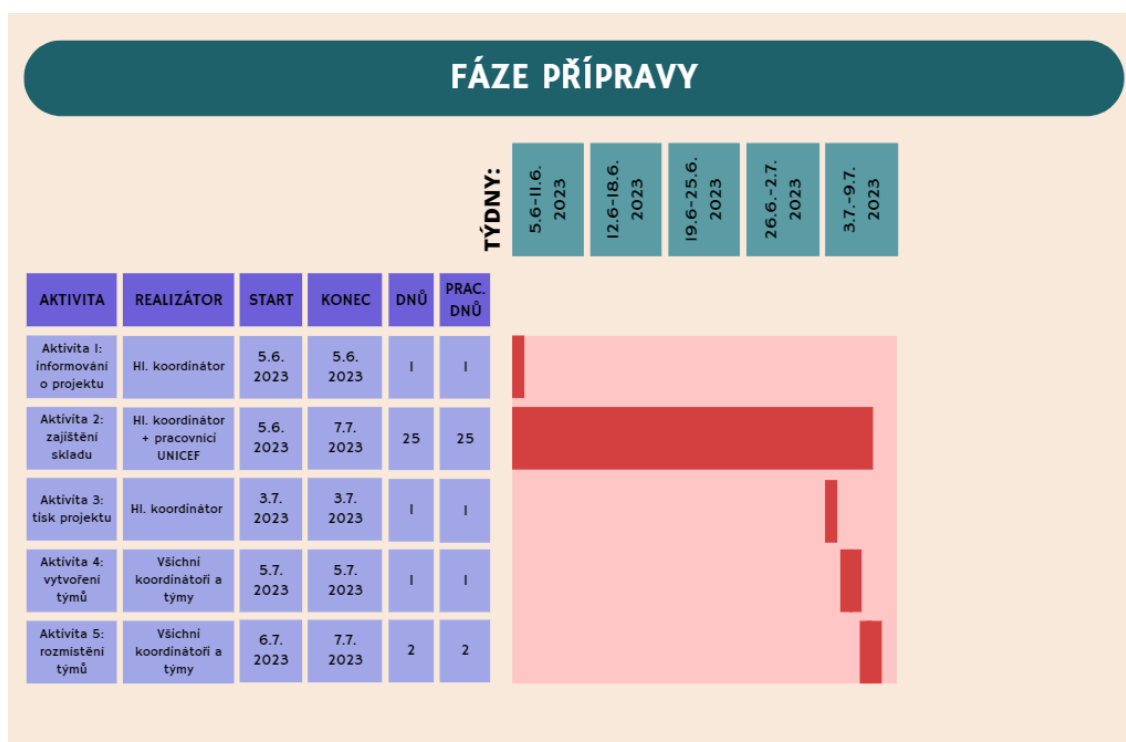 FÁZE PŘÍPRAVY
TÝDNY:
5.6-11.6.
2023
12.6-18.6.
2023
19.6-25.6.
2023
26.6.-2.7.
2023
3.7.-9.7.
2023
AKTIVITA
REALIZÁTOR
START
KONEC
DNŮ
PRAC.
DNŮ
Aktivita 1:
informování
o projektu
Hl. koordinátor
5.6.
2023
5.6.
2023
1
1
Aktivita 2:
zajištění
skladu
Hl. koordinátor
+ pracovníci
UNICEF
5.6.
2023
7.7.
2023
25
25
Aktivita 3:
tisk projektu
Hl. koordinátor
3.7.
2023
3.7.
2023
1
1
Aktivita 4:
vytvoření
týmů
Všichni
koordinátoři a
týmy
5.7.
2023
5.7.
2023
1
1
Aktivita 5:
rozmístění
týmů
Všichni
koordinátoři a
týmy
6.7.
2023
7.7.
2023
2
2